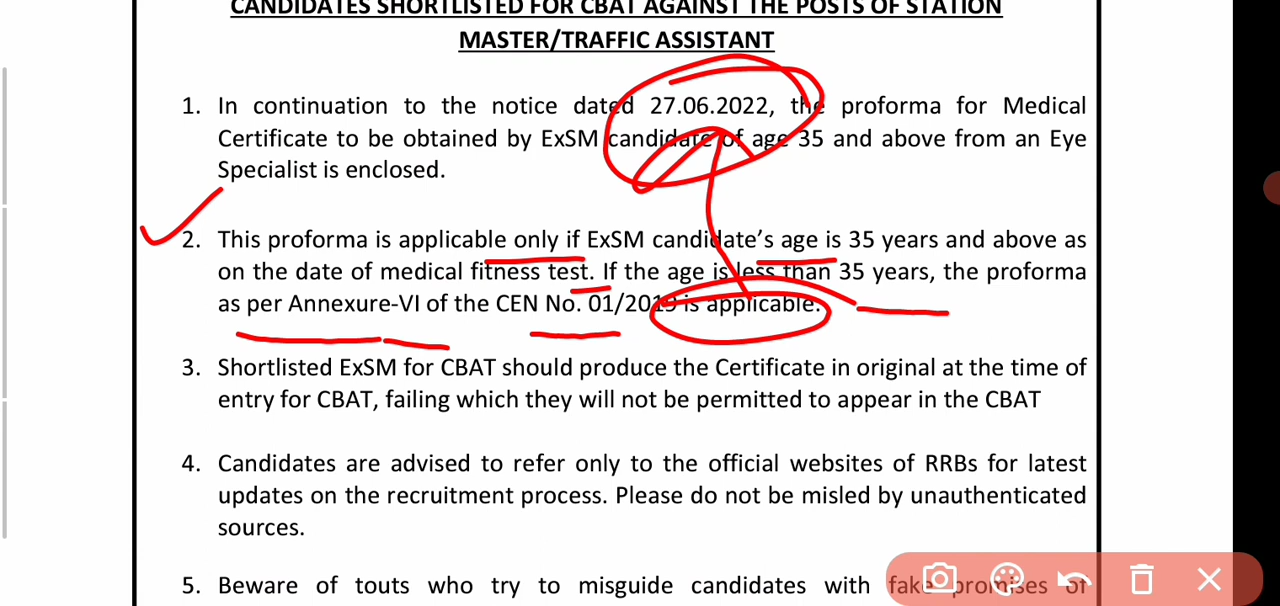 CANDIDATES SHORTLISTED FOR CBAT AGAINST THE POSTS OF STATION
MASTER/TRAFFIC ASSISTANT
1. In continuation to the notice dated 27.06.2022, the proforma for Medical
Certificate to be obtained by ExSM candidate of age 35 and above from an Eye
Specialist is enclosed.
2. This proforma is applicable only if ExSM candidate's age is 35 years and above as
on the date of medical fitness test. If the age is less than 35 years, the proforma
as per Annexure-VI of the CEN No. 01/2019 is applicable.
3. Shortlisted ExSM for CBAT should produce the Certificate in original at the time of
entry for CBAT, failing which they will not be permitted to appear in the CBAT
4. Candidates are advised to refer only to the official websites of RRBs for latest
updates on the recruitment process. Please do not be misled by unauthenticated
sources.
5. Beware of touts who try to misguide candidates with fake promises of